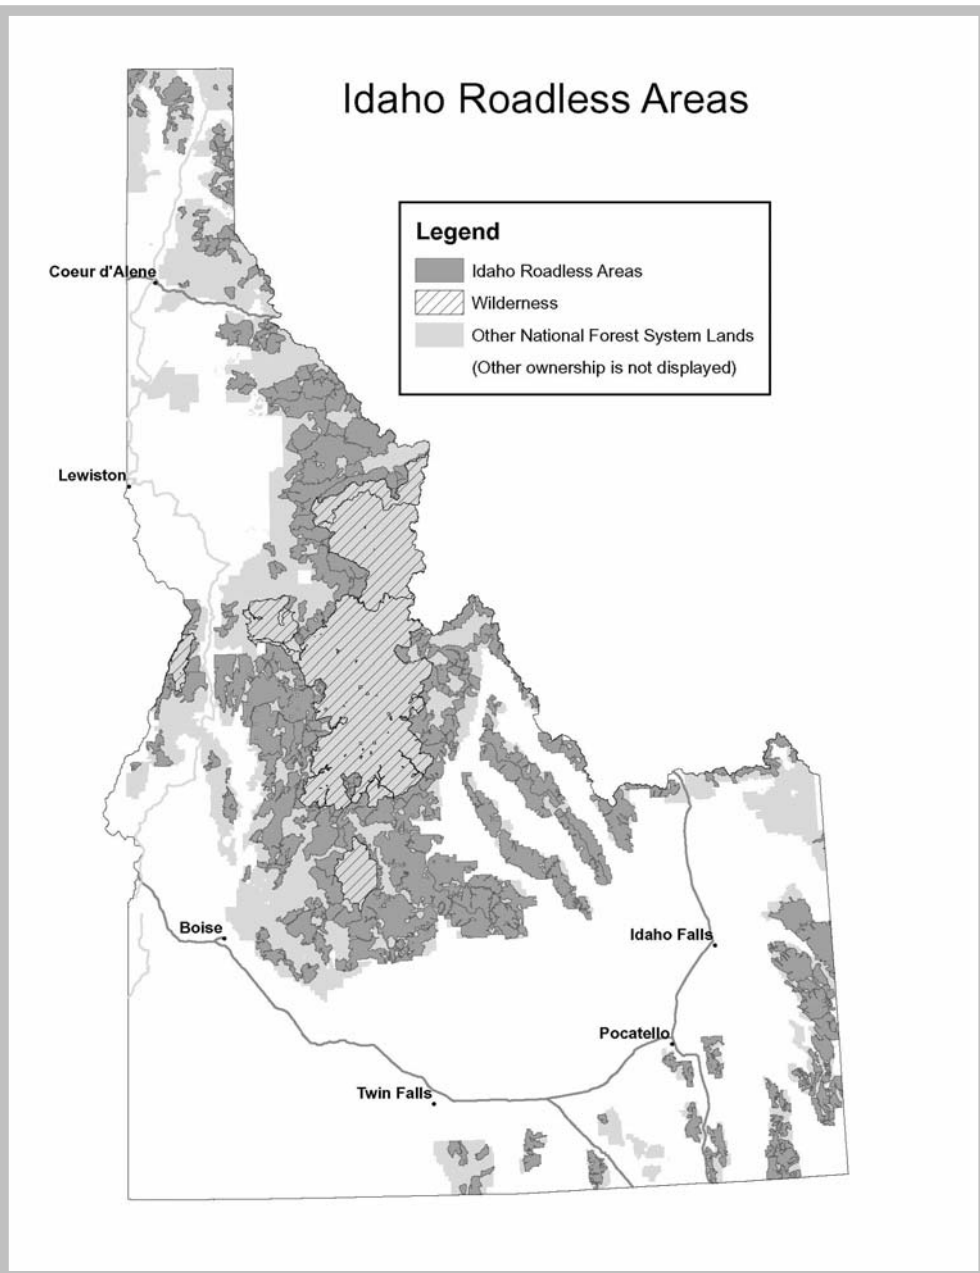 Idaho Roadless Areas
Legend
Idaho Roadless Areas
Wilderness
Other National Forest System Lands
(Other ownership is not displayed)
Coeur d'Alene
Lewiston
Boise
Idaho Falls
Pocatello
Twin Falls